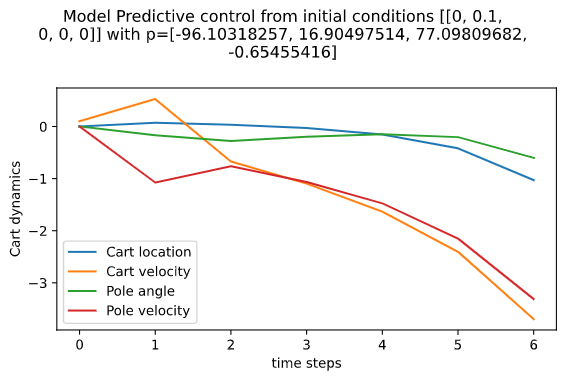 Model Predictive control from initial conditions [[0, 0.1,
0, 0, 0]] with p=[-96.10318257, 16.90497514, 77.09809682,
-0.65455416]
Cart dynamics
0
−1
−2
−3
Cart location
Cart velocity
Pole angle
Pole velocity
0 1 2 3 4 5 6
time steps